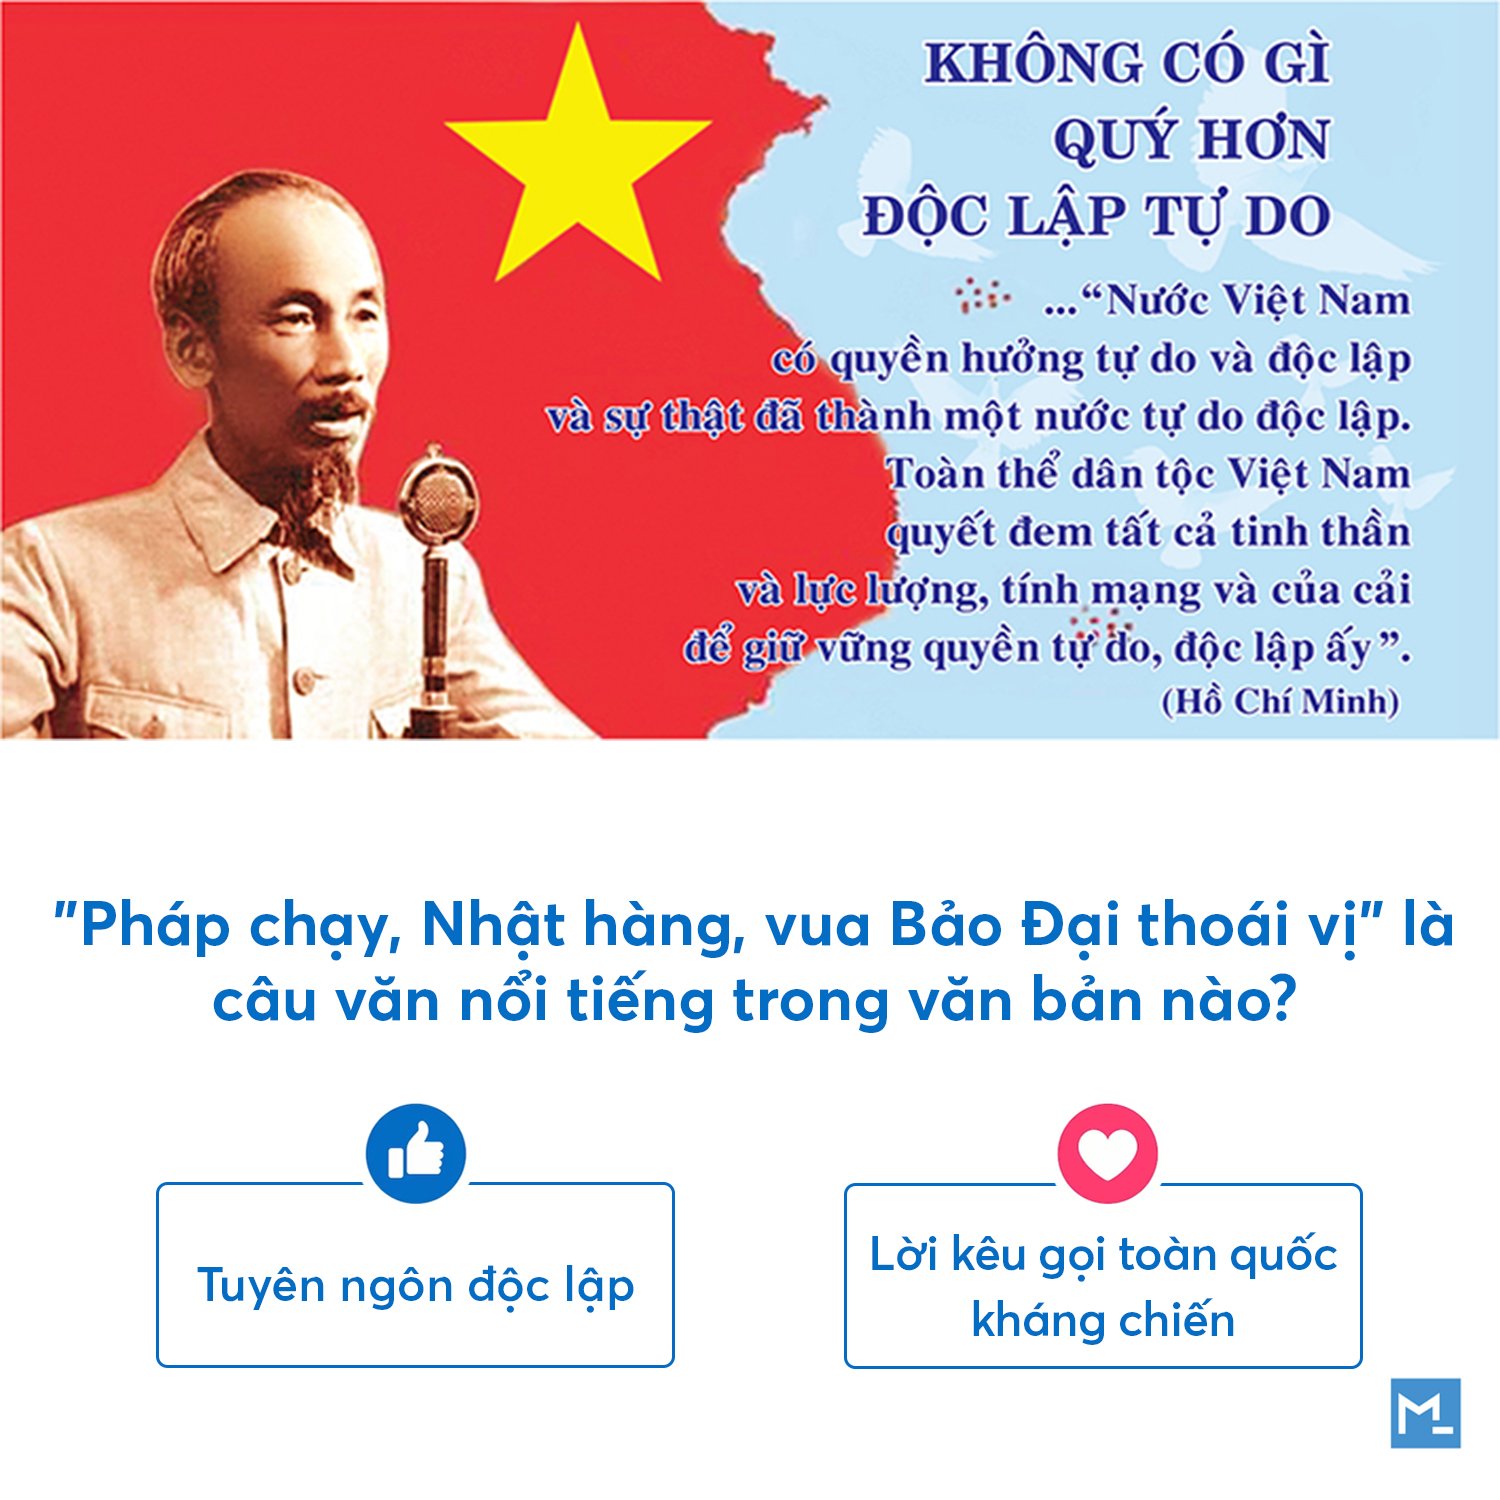 KHÔNG CÓ GÌ
QUÝ HƠN
ĐỘC LẬP TỰ DO
..."Nước Việt Nam
có quyền hưởng tự do và độc lập
và sự thật đã thành một nước tự do độc lập.
Toàn thể dân tộc Việt Nam
quyết đem tất cả tinh thần
và lực lượng, tính mạng và của cải
để giữ vững quyền tự do, độc lập ấy".
(Hồ Chí Minh)
"Pháp chạy, Nhật hàng, vua Bảo Đại thoái vị" là
câu văn nổi tiếng trong văn bản nào?
Tuyên ngôn độc lập
Lời kêu gọi toàn quốc
kháng chiến
M_